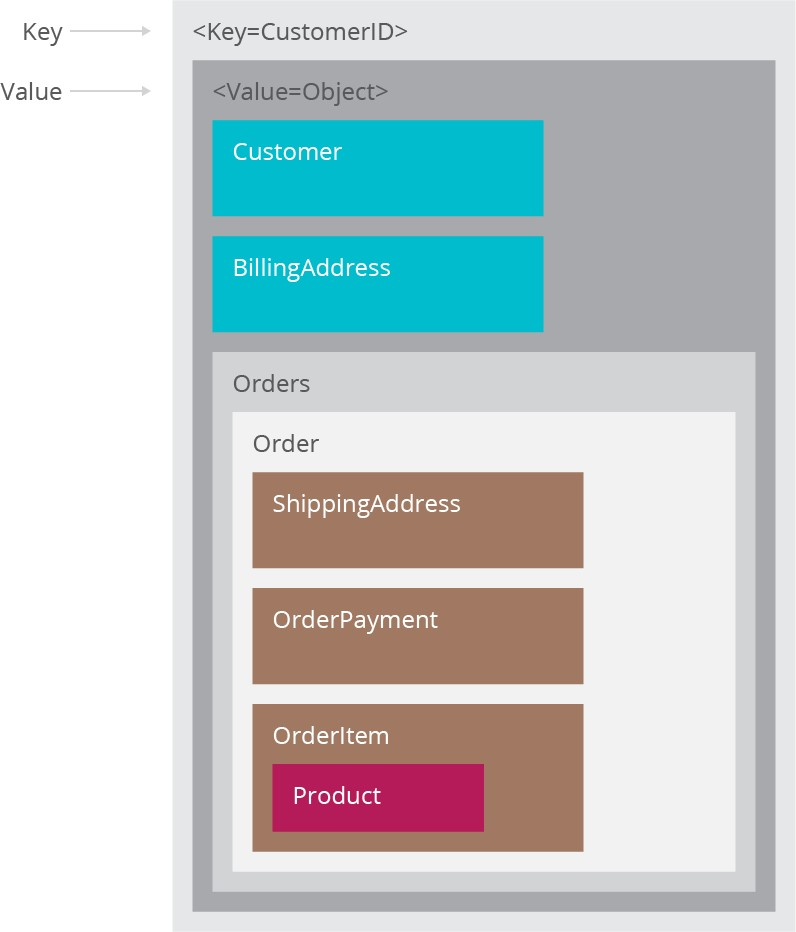 Key
<Key=CustomerID>
Value
<Value=Object>
Customer
BillingAddress
Orders
Order
ShippingAddress
OrderPayment
OrderItem
Product